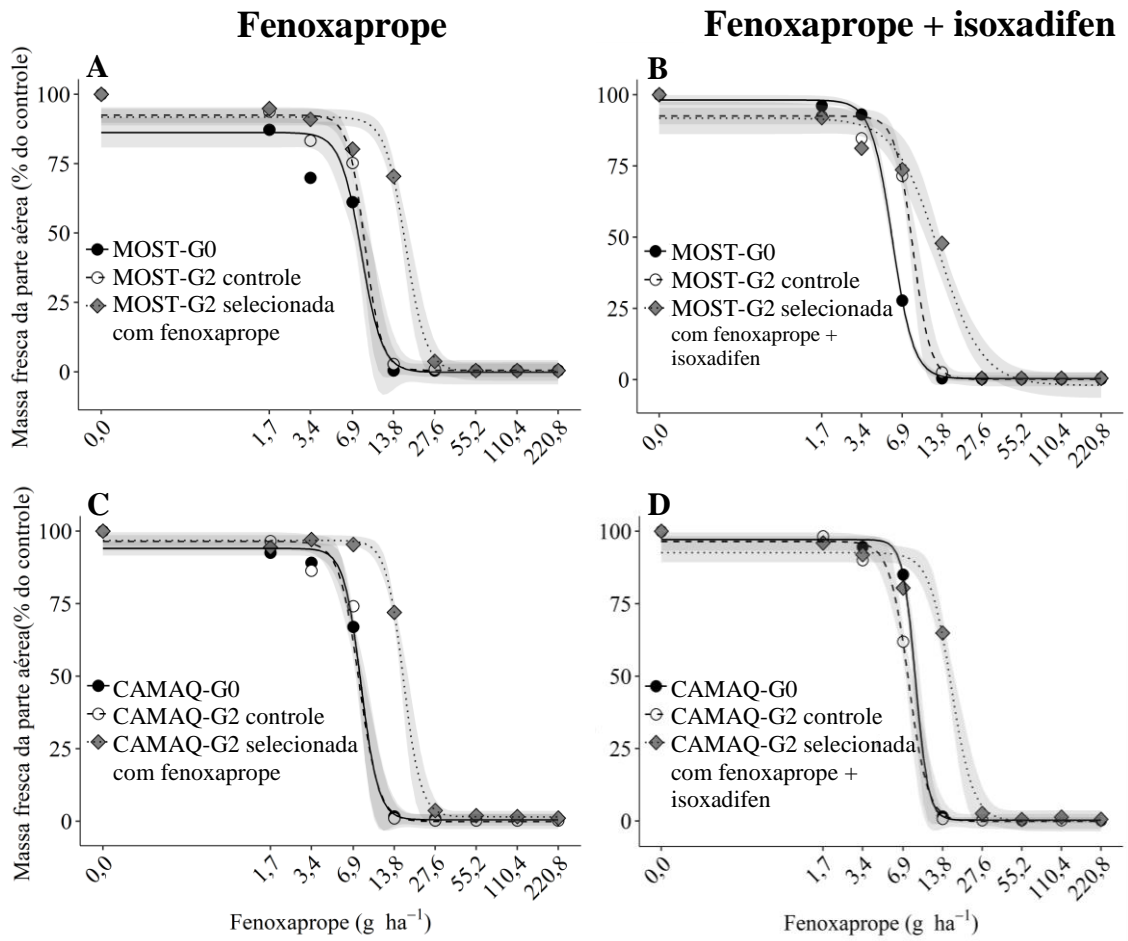 Fenoxaprope
Fenoxaprope + isoxadifen
A
Massa fresca da parte aérea (% do controle)
100
75
50
25
0
MOST-G0
MOST-G2 controle
MOST-G2 selecionada
com fenoxaprope
0,0
1,7
3,4
6,9
13,8
27,6
55,2
110,4
220,8
B
100
75
50
25
0
MOST-G0
MOST-G2 controle
MOST-G2 selecionada
com fenoxaprope +
isoxadifen
0,0
1,7
3,4
6,9
13,8
27,6
55,2
110,4
220,8
C
Massa fresca da parte aérea(% do controle)
100
75
50
25
0
CAMAQ-G0
CAMAQ-G2 controle
CAMAQ-G2 selecionada
com fenoxaprope
0,0
1,7
3,4
6,9
13,8
27,6
55,2
110,4
220,8
Fenoxaprope (g ha⁻¹)
D
100
75
50
25
0
CAMAQ-G0
CAMAQ-G2 controle
CAMAQ-G2 selecionada
com fenoxaprope +
isoxadifen
0,0
1,7
3,4
6,9
13,8
27,6
55,2
110,4
220,8
Fenoxaprope (g ha⁻¹)